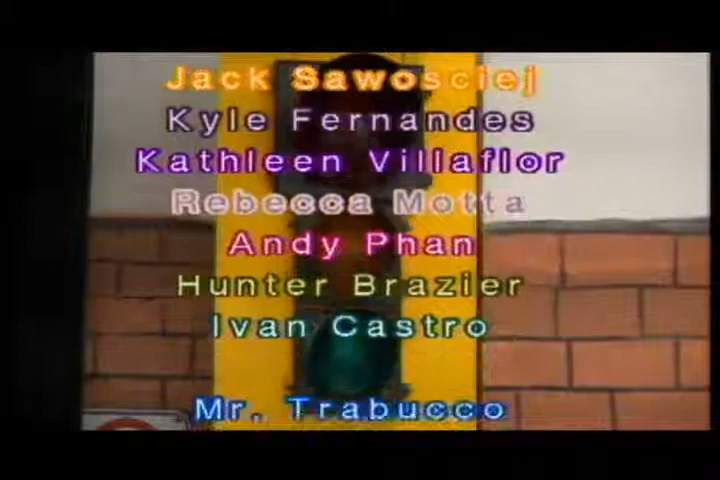 Jack Sawosciej
Kyle Fernandes
Kathleen Villaflor
Rebecca Motta
Andy Phan
Hunter Brazier
Ivan Castro
Mr. Trabucco